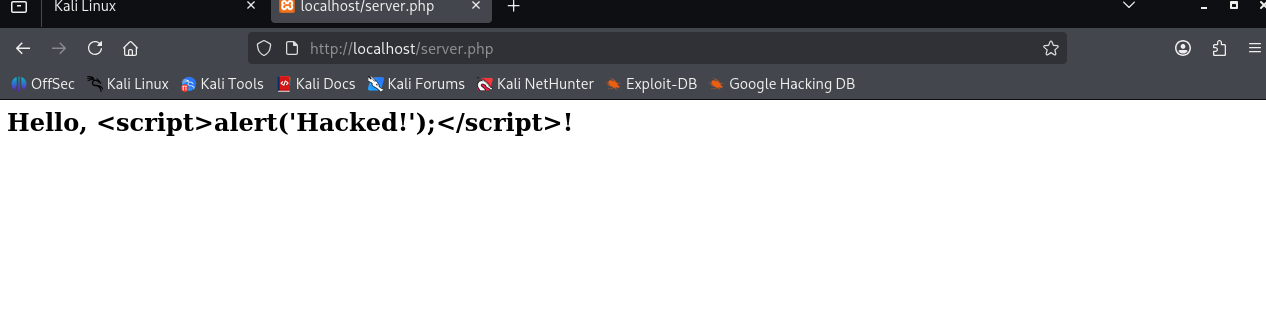 Kali Linux
localhost/server.php
http://localhost/server.php
OffSec Kali Linux Kali Tools Kali Docs Kali Forums Kali NetHunter Exploit-DB Google Hacking DB
Hello, <script>alert('Hacked!');</script>!